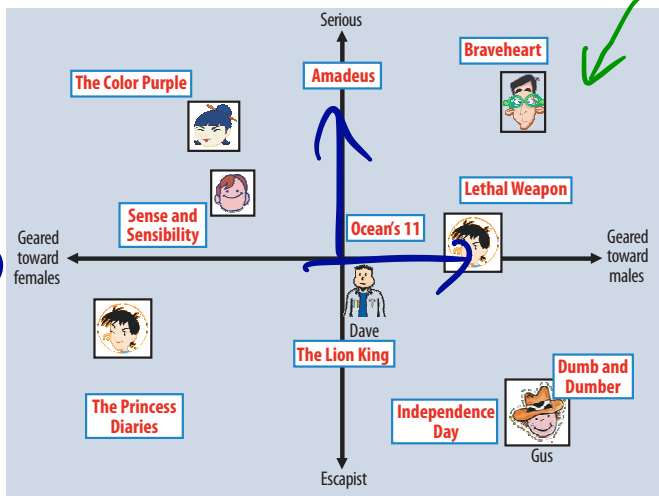 Serious
Braveheart
Amadeus
The Color Purple
Lethal Weapon
Sense and
Sensibility
Ocean's 11
Geared
toward
females
Geared
toward
males
Dave
The Lion King
Dumb and
Dumber
The Princess
Diaries
Independence
Day
Gus
Escapist